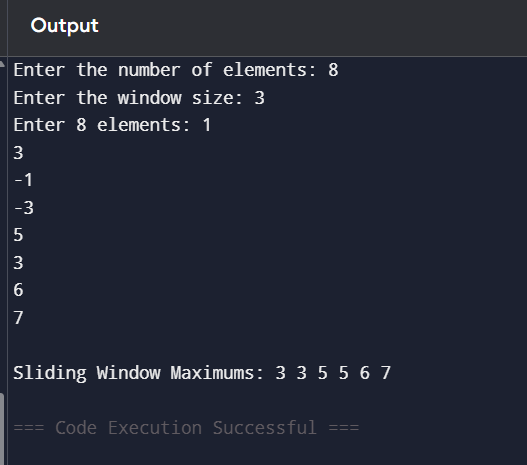 Output
Enter the number of elements: 8
Enter the window size: 3
Enter 8 elements: 1
3
-1
-3
5
3
6
7
Sliding Window Maximums: 3 3 5 5 6 7
=== Code Execution Successful ===